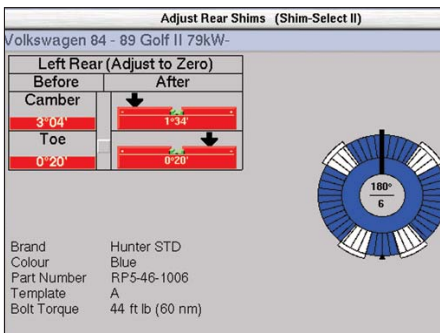 Adjust Rear Shims (Shim-Select II)
Volkswagen 84 - 89 Golf II 79kW-
Left Rear (Adjust to Zero)
Before After
Camber
3°04' 1°34'
Toe
0°20' 0°20'
180°
6
Brand Hunter STD
Colour Blue
Part Number RP5-46-1006
Template A
Bolt Torque 44 ft lb (60 nm)